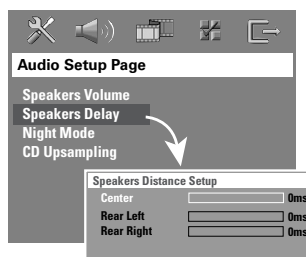 Audio Setup Page
Speakers Volume
Speakers Delay
Night Mode
CD Upsampling
Speakers Distance Setup
Center 0ms
Rear Left 0ms
Rear Right 0ms